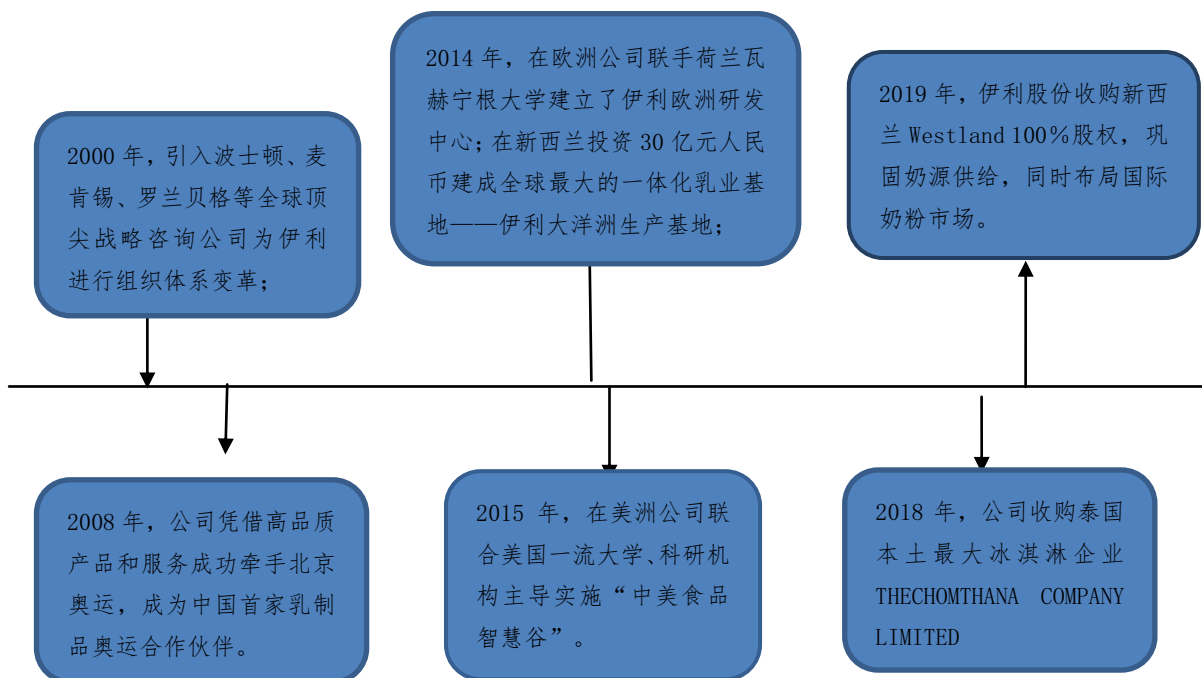 2000 年，引入波士顿、麦
肯锡、罗兰贝格等全球顶
尖战略咨询公司为伊利
进行组织体系变革；
2014 年，在欧洲公司联手荷兰瓦
赫宁根大学建立了伊利欧洲研发
中心；在新西兰投资 30 亿元人民
币建成全球最大的一体化乳业基
地——伊利大洋洲生产基地；
2019 年，伊利股份收购新西
兰 Westland 100%股权，巩
固奶源供给，同时布局国际
奶粉市场。
2008 年，公司凭借高品质
产品和服务成功牵手北京
奥运，成为中国首家乳制
品奥运合作伙伴。
2015 年，在美洲公司联
合美国一流大学、科研机
构主导实施“中美食品
智慧谷”。
2018 年，公司收购泰国
本土最大冰淇淋企业
THECHOMTHANA COMPANY
LIMITED